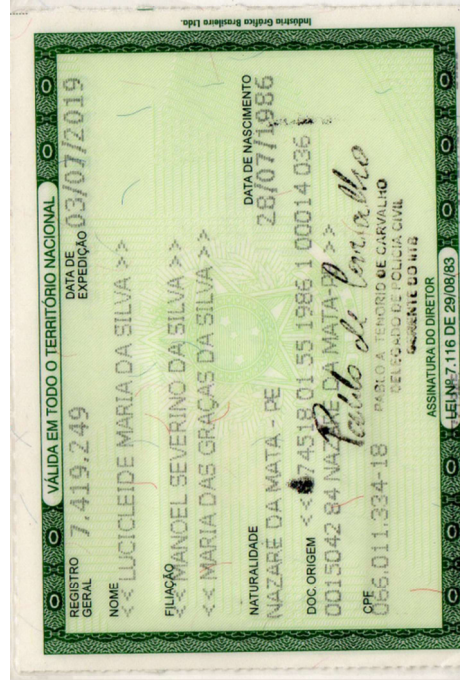 Indústria Gráfica Brasileira Ltda.
VÁLIDA EM TODO O TERRITÓRIO NACIONAL
REGISTRO GERAL 7.419.249 DATA DE EXPEDIÇÃO 03/07/2019
NOME
<< LUCICLEIDE MARIA DA SILVA >>
FILIAÇÃO
<< MANOEL SEVERINO DA SILVA >>
<< MARIA DAS GRAÇAS DA SILVA >>
NATURALIDADE DATA DE NASCIMENTO
NAZARÉ DA MATA - PE 28/07/1986
DOC. ORIGEM << 074518 01 55 1986 1 00014 036
0015042 84 NAZARÉ DA MATA-PE >>
CPF
066.011.334-18
PABLO A. TENORIO DE CARVALHO
DELEGADO DE POLICIA CIVIL
GERENTE DO IITB
ASSINATURA DO DIRETOR
LEI Nº 7.116 DE 29/08/83